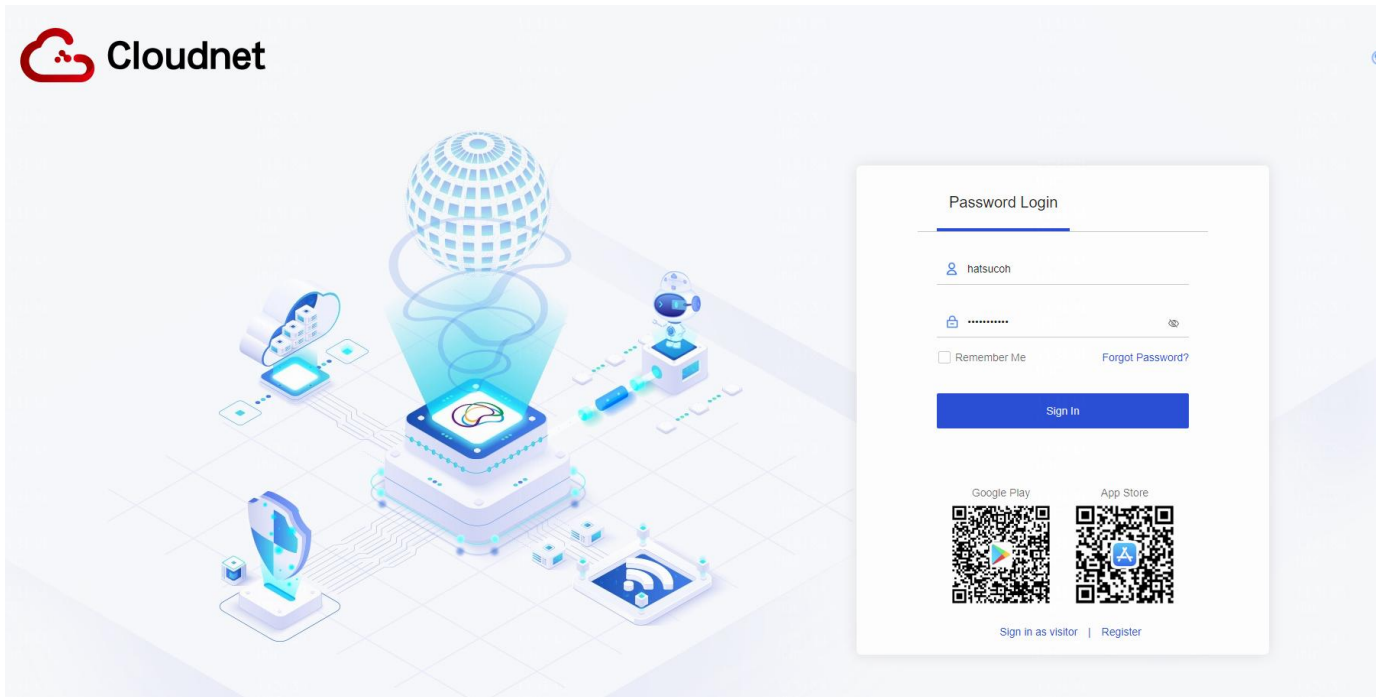 Cloudnet
Password Login
hatsucoh
•••••••••••
Remember Me
Forgot Password?
Sign In
Google Play
App Store
Sign in as visitor | Register